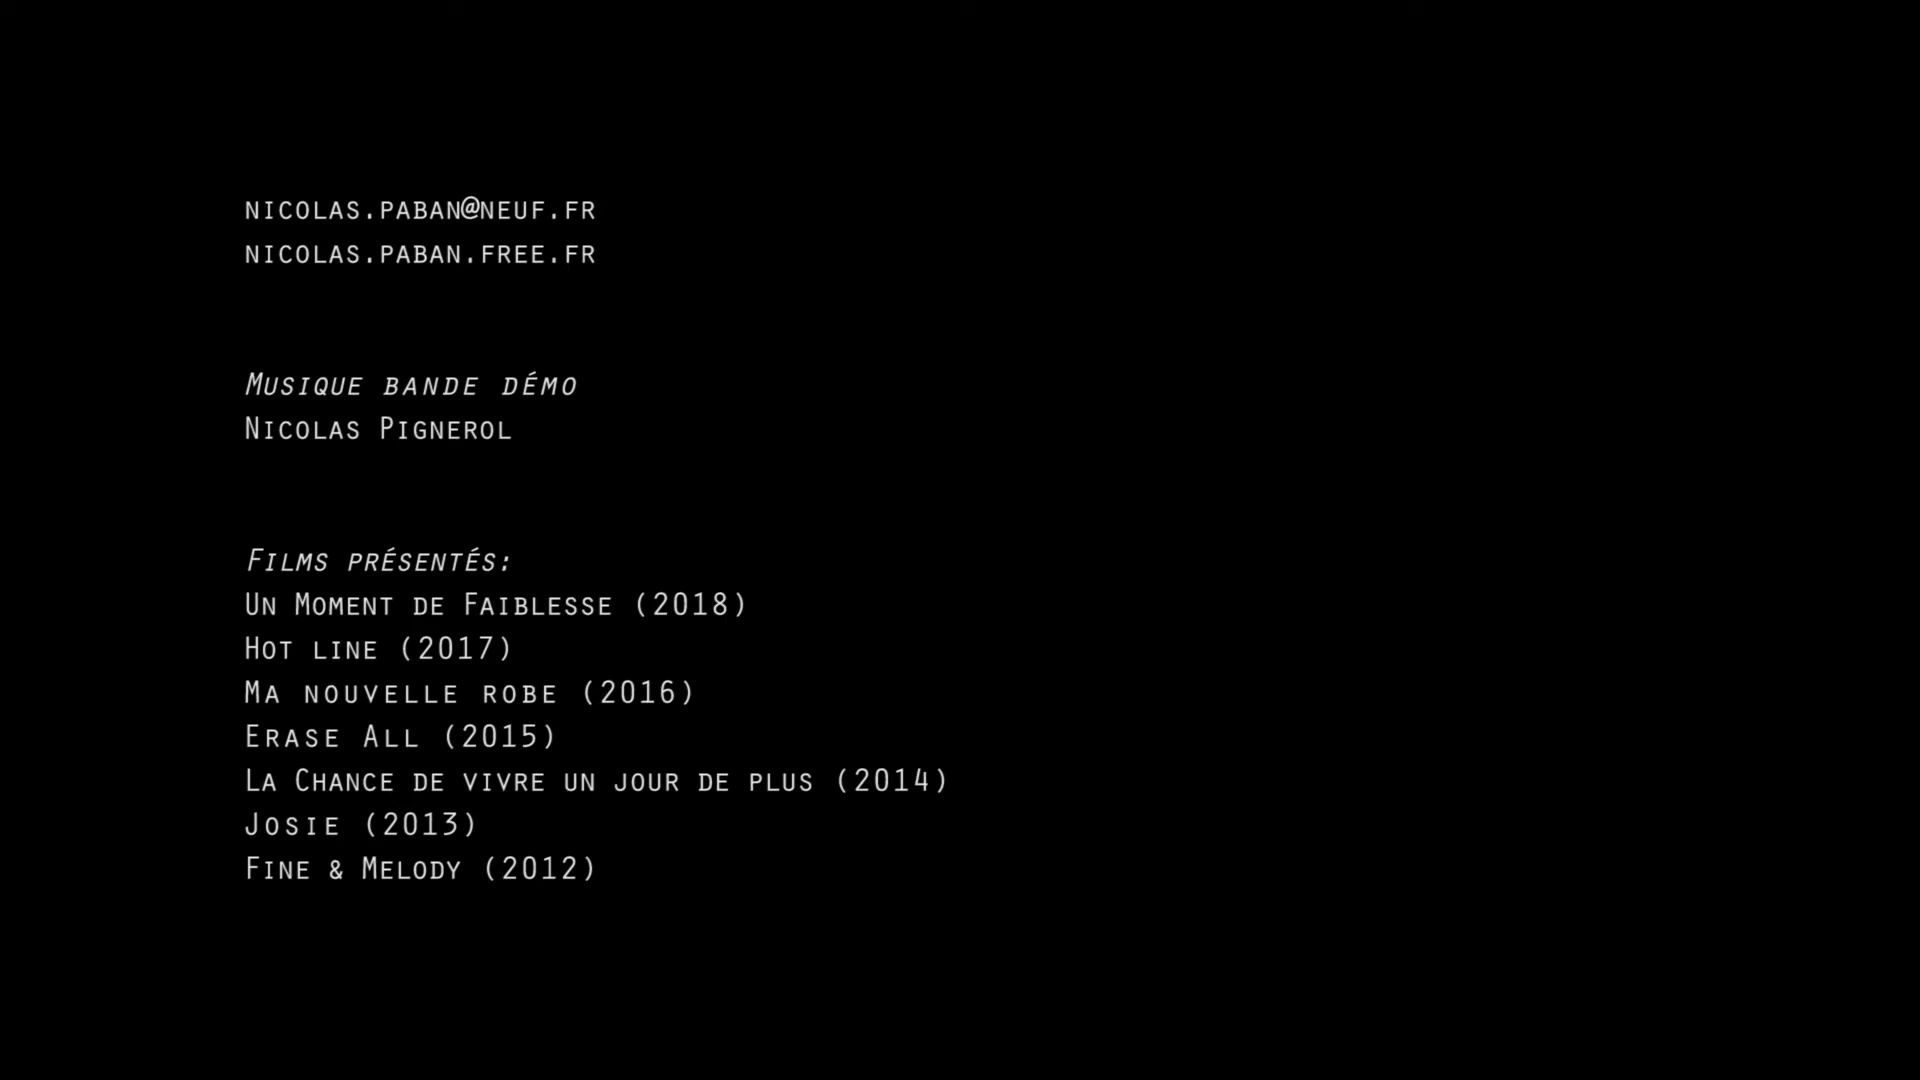 NICOLAS.PABAN@NEUF.FR
NICOLAS.PABAN.FREE.FR
MUSIQUE BANDE DÉMO
NICOLAS PIGNEROL
FILMS PRÉSENTÉS:
UN MOMENT DE FAIBLESSE (2018)
HOT LINE (2017)
MA NOUVELLE ROBE (2016)
ERASE ALL (2015)
LA CHANCE DE VIVRE UN JOUR DE PLUS (2014)
JOSIE (2013)
FINE & MELODY (2012)